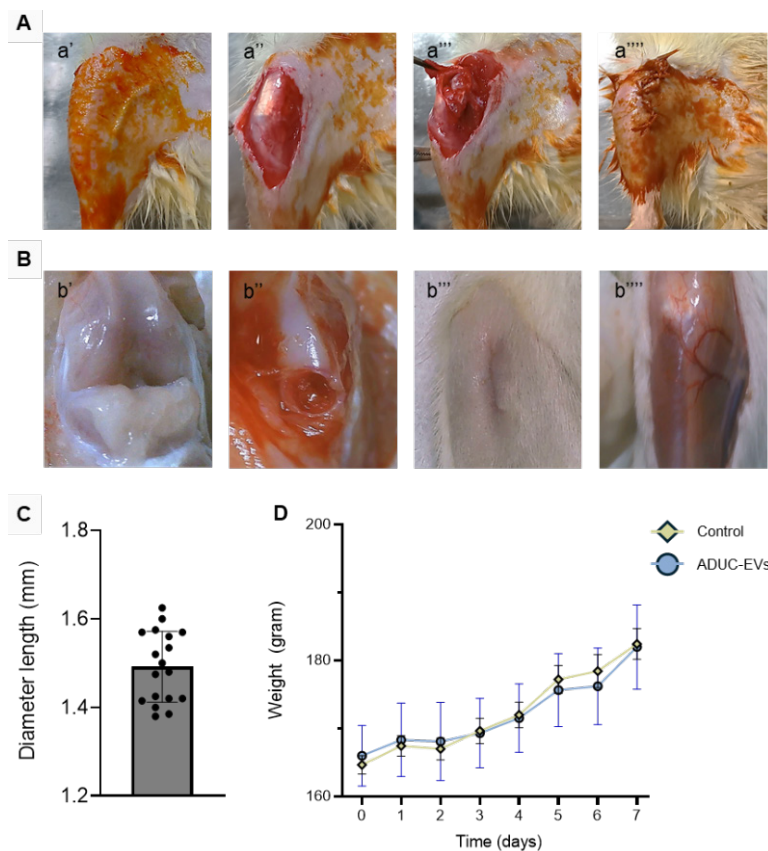 A
a'
a''
a'''
a''''
B
b'
b''
b'''
b''''
C
D
1.8
1.6
1.4
1.2
Diameter length (mm)
200
180
160
Weight (gram)
0 1 2 3 4 5 6 7
Time (days)
Control
ADUC-EVs